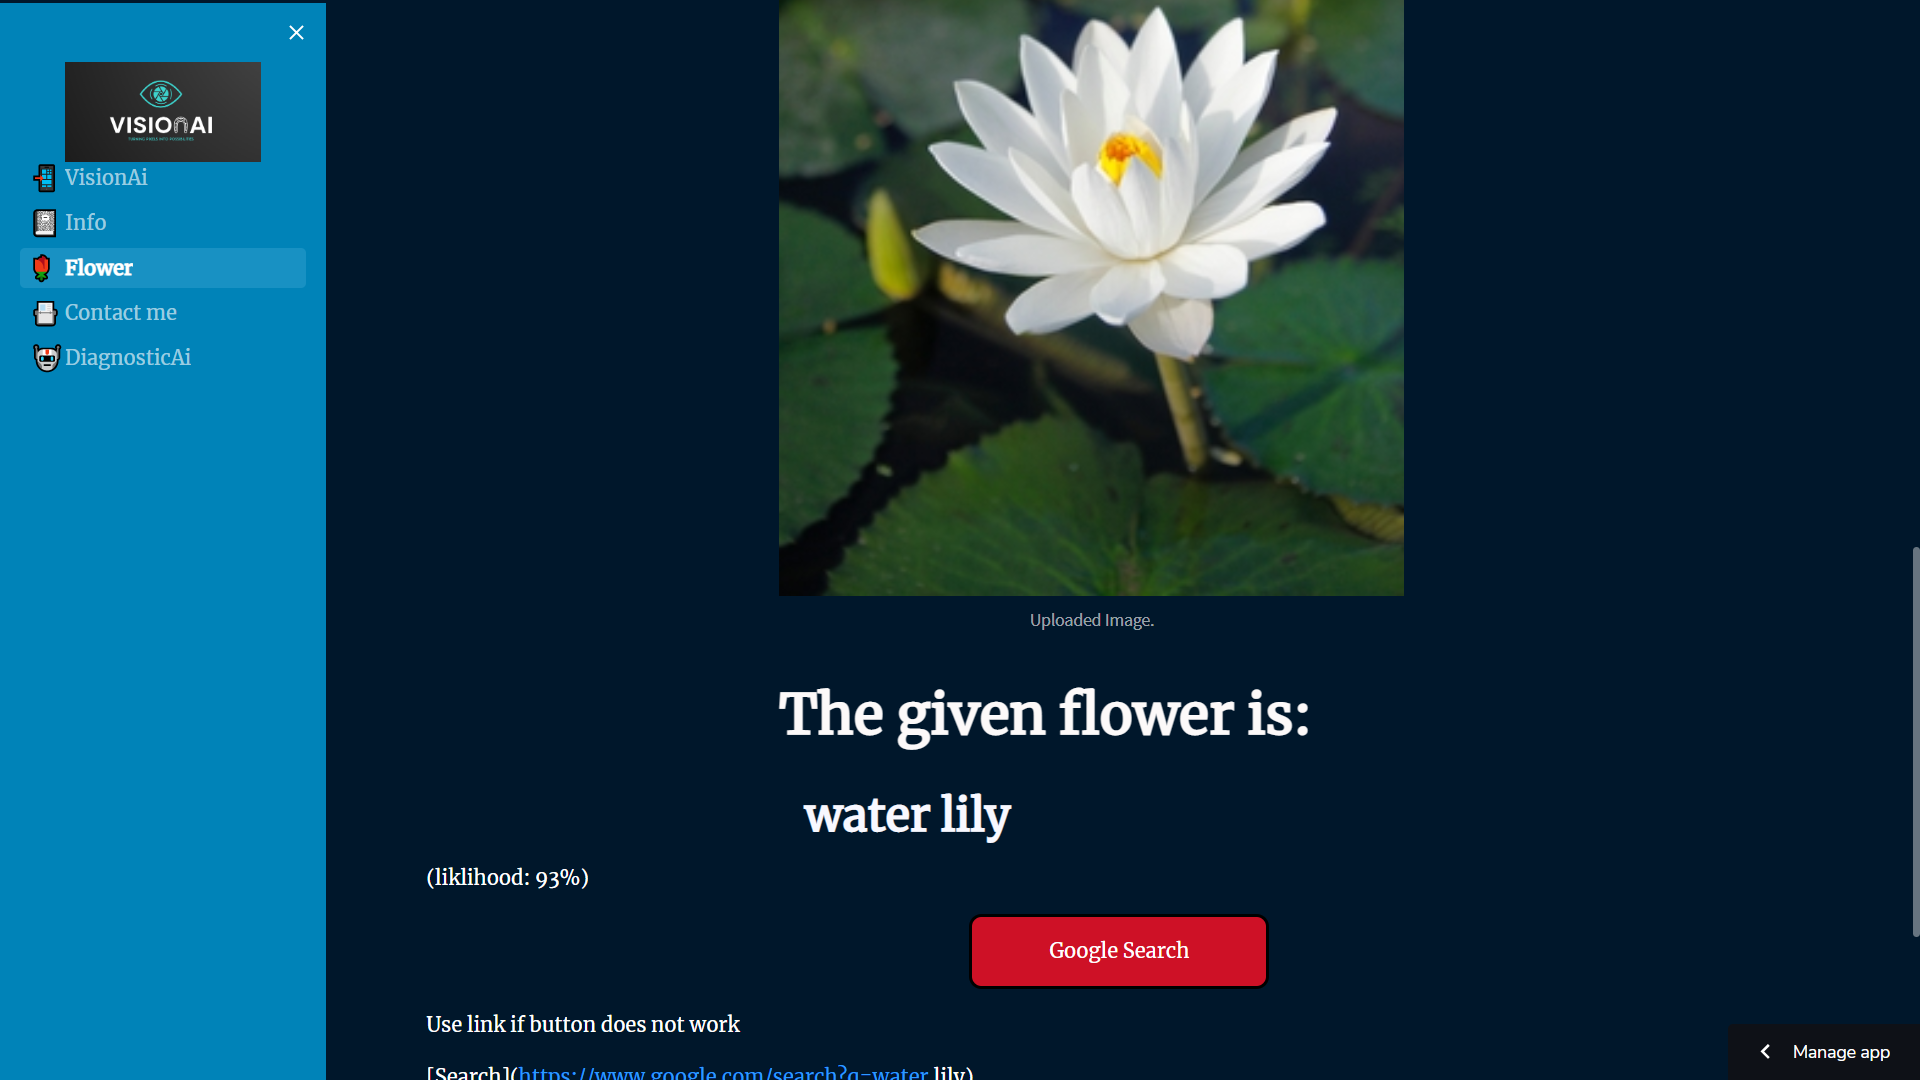 VISIONAI
VisionAi
Info
Flower
Contact me
DiagnosticAi
Uploaded Image.
The given flower is:
water lily
(liklihood: 93%)
Google Search
Use link if button does not work
[Search](https://www.google.com/search?q=water lily)
Manage app